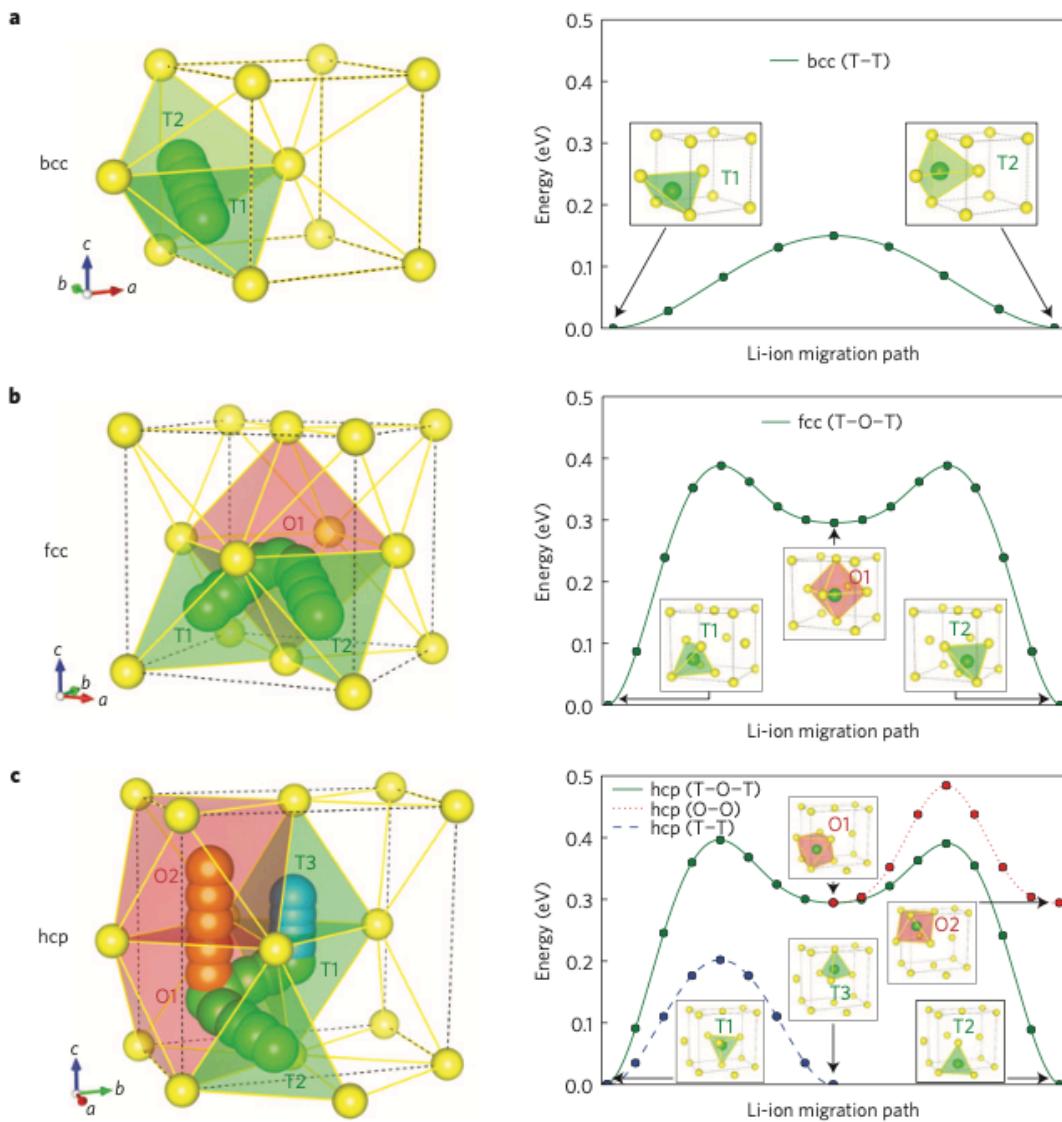 a
bcc
T2
T1
c
b
a
0.5
0.4
0.3
0.2
0.1
0.0
Energy (eV)
bcc (T–T)
T1
T2
Li-ion migration path
b
fcc
O1
T1
T2
c
b
a
0.5
0.4
0.3
0.2
0.1
0.0
Energy (eV)
fcc (T–O–T)
O1
T1
T2
Li-ion migration path
c
hcp
O2
T3
O1
T1
T2
c
b
a
0.5
0.4
0.3
0.2
0.1
0.0
Energy (eV)
hcp (T–O–T)
hcp (O–O)
hcp (T–T)
O1
O2
T3
T1
T2
Li-ion migration path